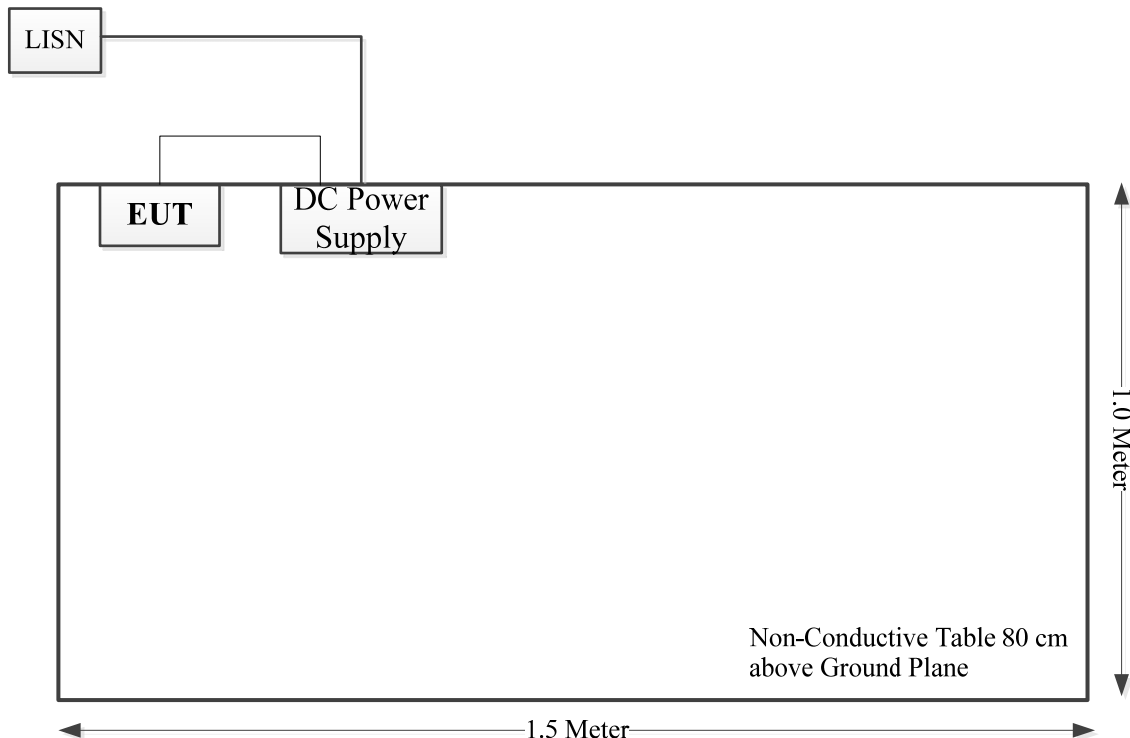 LISN
EUT
DC Power
Supply
1.0 Meter
Non-Conductive Table 80 cm
above Ground Plane
1.5 Meter